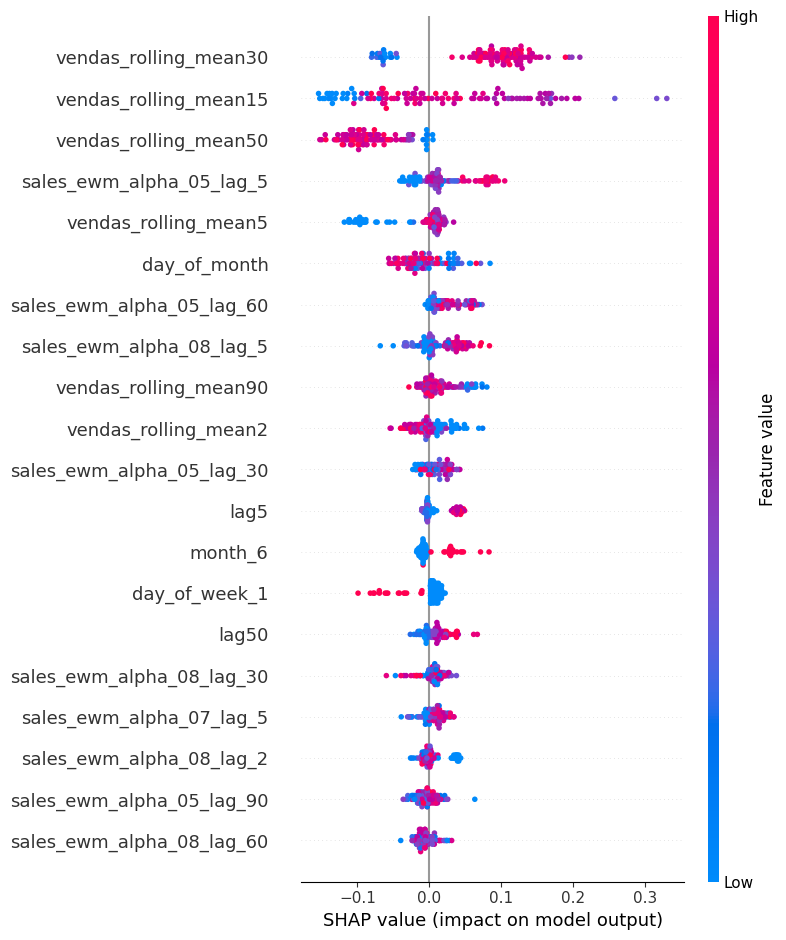 High
vendas_rolling_mean30
vendas_rolling_mean15
vendas_rolling_mean50
sales_ewm_alpha_05_lag_5
vendas_rolling_mean5
day_of_month
sales_ewm_alpha_05_lag_60
sales_ewm_alpha_08_lag_5
vendas_rolling_mean90
vendas_rolling_mean2
sales_ewm_alpha_05_lag_30
lag5
month_6
day_of_week_1
lag50
sales_ewm_alpha_08_lag_30
sales_ewm_alpha_07_lag_5
sales_ewm_alpha_08_lag_2
sales_ewm_alpha_05_lag_90
sales_ewm_alpha_08_lag_60
Feature value
Low
−0.1 0.0 0.1 0.2 0.3
SHAP value (impact on model output)